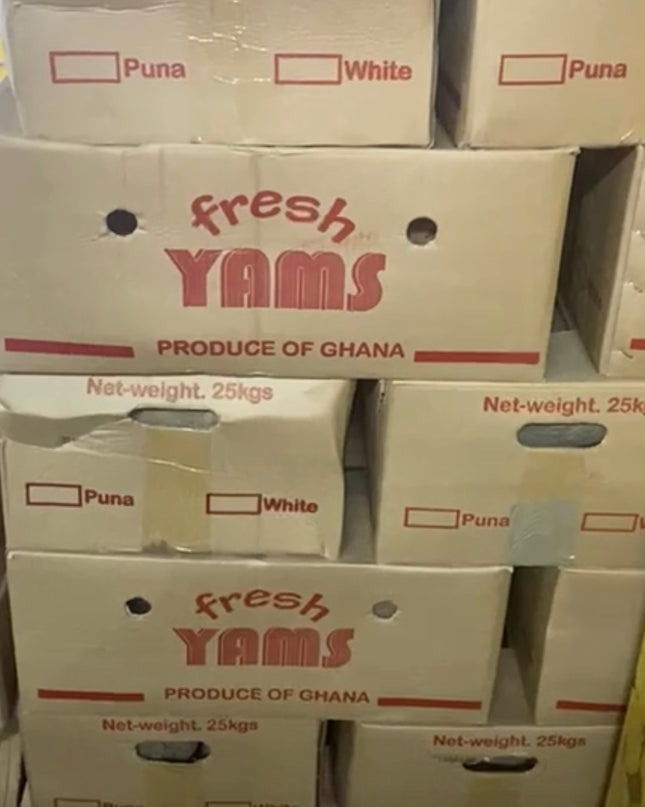 Puna White
Puna
fresh
YAMS
PRODUCE OF GHANA
Net-weight. 25kgs
Puna White
Net-weight. 25k
Puna
fresh
YAMS
PRODUCE OF GHANA
Net-weight. 25kgs
Net-weight. 25kgs